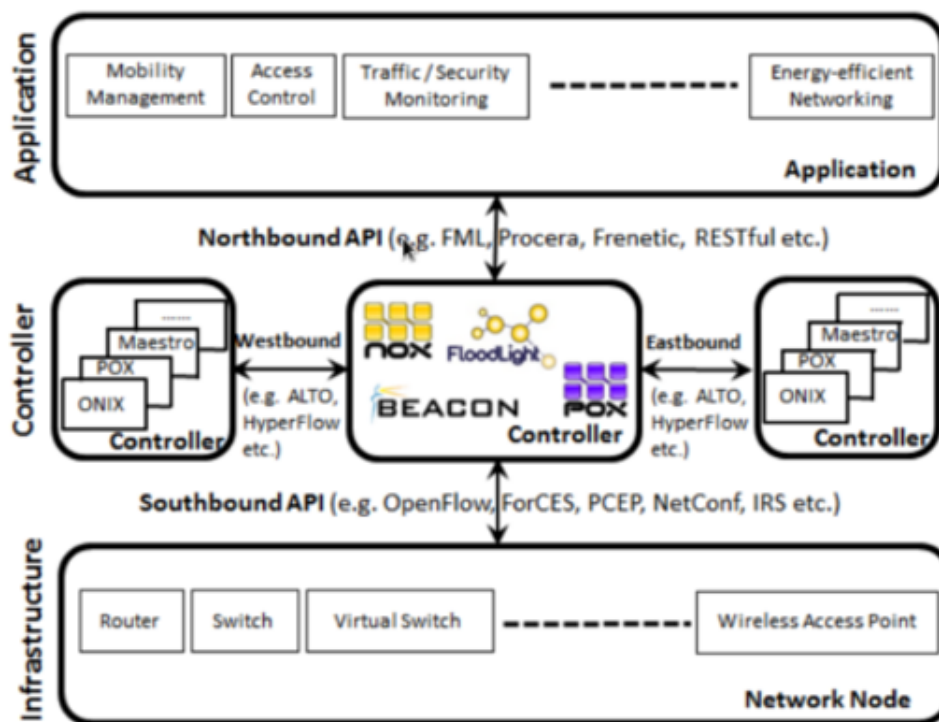 Application
Mobility
Management
Access
Control
Traffic / Security
Monitoring
Energy-efficient
Networking
Application
Northbound API (e.g. FML, Procera, Frenetic, RESTful etc.)
Controller
.......
Maestro
POX
ONIX
Controller
Westbound
(e.g. ALTO,
HyperFlow
etc.)
nox
FloodLight
BEACON
POX
Controller
Eastbound
(e.g. ALTO,
HyperFlow
etc.)
.......
Maestro
POX
ONIX
Controller
Southbound API (e.g. OpenFlow, ForCES, PCEP, NetConf, IRS etc.)
Infrastructure
Router
Switch
Virtual Switch
Wireless Access Point
Network Node